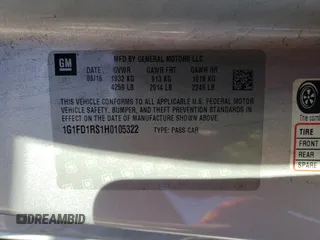 GM
MFD BY GENERAL MOTORS LLC
DATE GVWR GAWR FRT GAWR RR
08/16 1932 KG 913 KG 1019 KG
4259 LB 2014 LB 2245 LB
THIS VEHICLE CONFORMS TO ALL APPLICABLE U.S. FEDERAL MOTOR
VEHICLE SAFETY, BUMPER, AND THEFT PREVENTION STANDARDS
IN EFFECT ON THE DATE OF MANUFACTURE SHOWN ABOVE.
1G1FD1RS1H0105322 TYPE: PASS CAR
TIRE
FRONT
REAR
SPARE
© DREAMBID